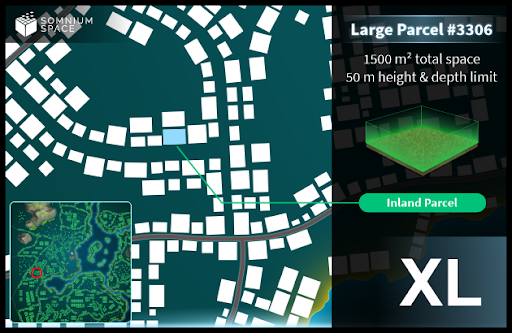 SOMNIUM
SPACE
Large Parcel #3306
1500 m² total space
50 m height & depth limit
Inland Parcel
XL